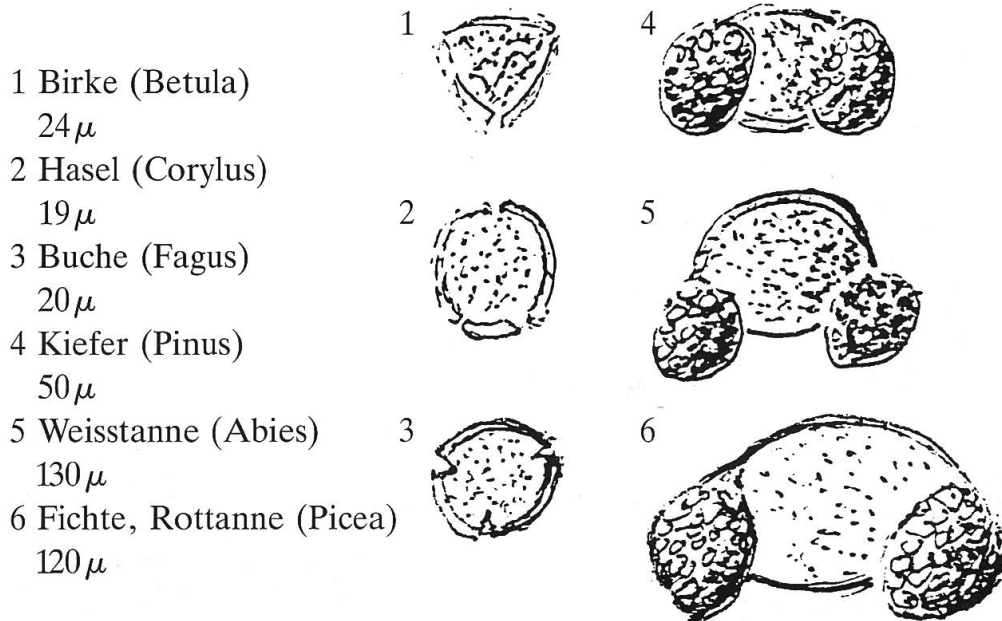 1 Birke (Betula)
24 μ
2 Hasel (Corylus)
19 μ
3 Buche (Fagus)
20 μ
4 Kiefer (Pinus)
50 μ
5 Weisstanne (Abies)
130 μ
6 Fichte, Rottanne (Picea)
120 μ
1
2
3
4
5
6